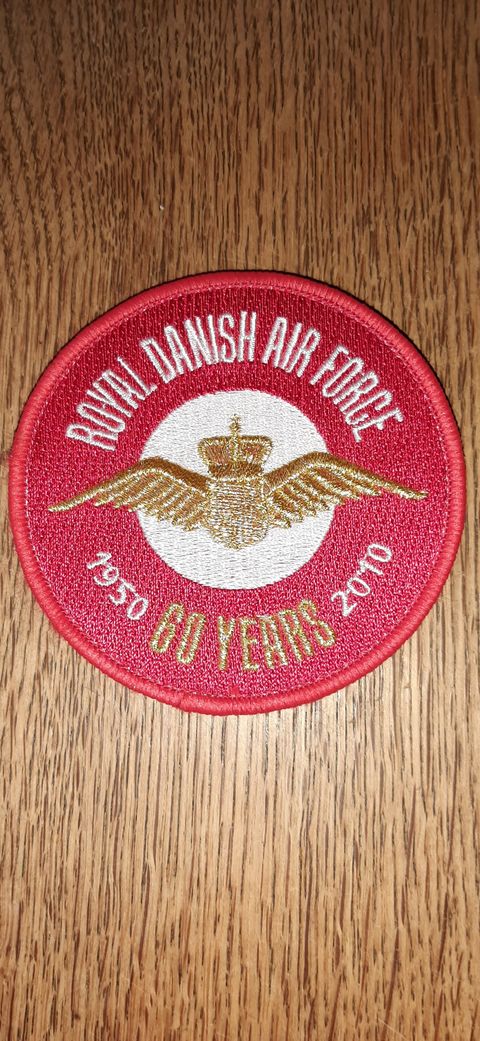 ROYAL DANISH AIR FORCE
1950 60 YEARS 2010